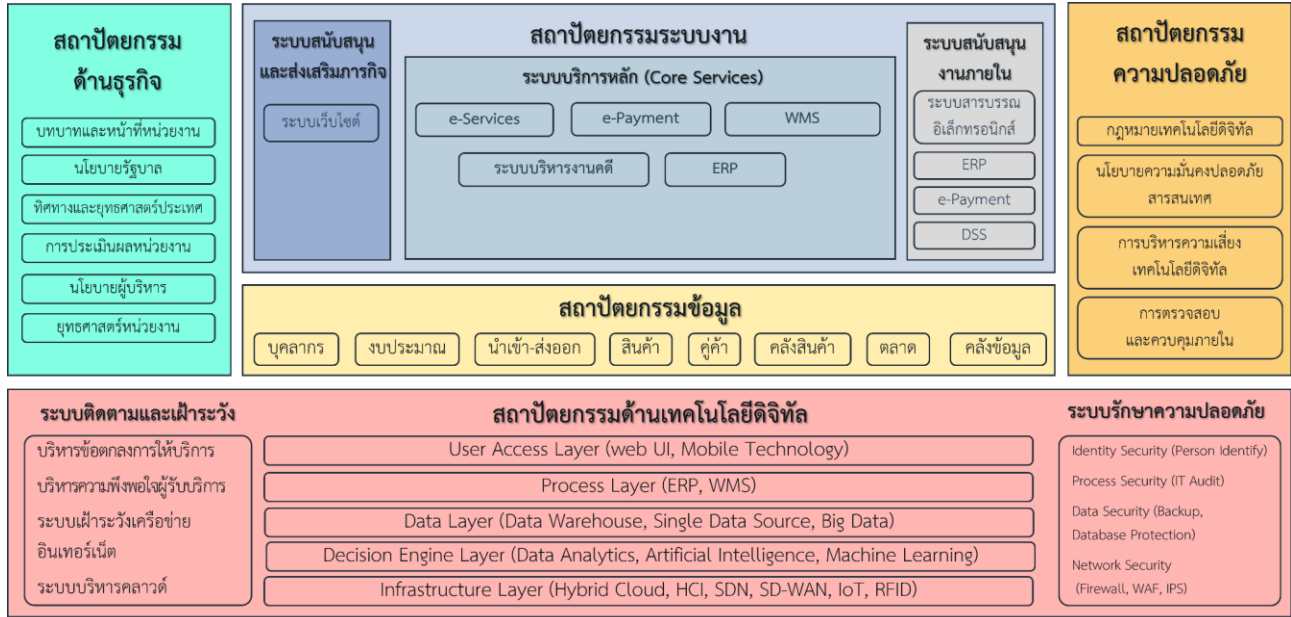 สถาปัตยกรรม
ด้านธุรกิจ
บทบาทและหน้าที่หน่วยงาน
นโยบายรัฐบาล
ทิศทางและยุทธศาสตร์ประเทศ
การประเมินผลหน่วยงาน
นโยบายผู้บริหาร
ยุทธศาสตร์หน่วยงาน
สถาปัตยกรรมระบบงาน
ระบบสนับสนุน
และส่งเสริมภารกิจ
ระบบเว็บไซต์
ระบบบริการหลัก (Core Services)
e-Services
e-Payment
WMS
ระบบบริหารงานคดี
ERP
ระบบสนับสนุน
งานภายใน
ระบบสารบรรณ
อิเล็กทรอนิกส์
ERP
e-Payment
DSS
สถาปัตยกรรมข้อมูล
บุคลากร
งบประมาณ
นำเข้า-ส่งออก
สินค้า
คู่ค้า
คลังสินค้า
ตลาด
คลังข้อมูล
สถาปัตยกรรม
ความปลอดภัย
กฎหมายเทคโนโลยีดิจิทัล
นโยบายความมั่นคงปลอดภัย
สารสนเทศ
การบริหารความเสี่ยง
เทคโนโลยีดิจิทัล
การตรวจสอบ
และควบคุมภายใน
ระบบติดตามและเฝ้าระวัง
บริหารข้อตกลงการให้บริการ
บริหารความพึงพอใจผู้รับบริการ
ระบบเฝ้าระวังเครือข่าย
อินเทอร์เน็ต
ระบบบริหารคลาวด์
สถาปัตยกรรมด้านเทคโนโลยีดิจิทัล
User Access Layer (web UI, Mobile Technology)
Process Layer (ERP, WMS)
Data Layer (Data Warehouse, Single Data Source, Big Data)
Decision Engine Layer (Data Analytics, Artificial Intelligence, Machine Learning)
Infrastructure Layer (Hybrid Cloud, HCI, SDN, SD-WAN, IoT, RFID)
ระบบรักษาความปลอดภัย
Identity Security (Person Identify)
Process Security (IT Audit)
Data Security (Backup,
Database Protection)
Network Security
(Firewall, WAF, IPS)